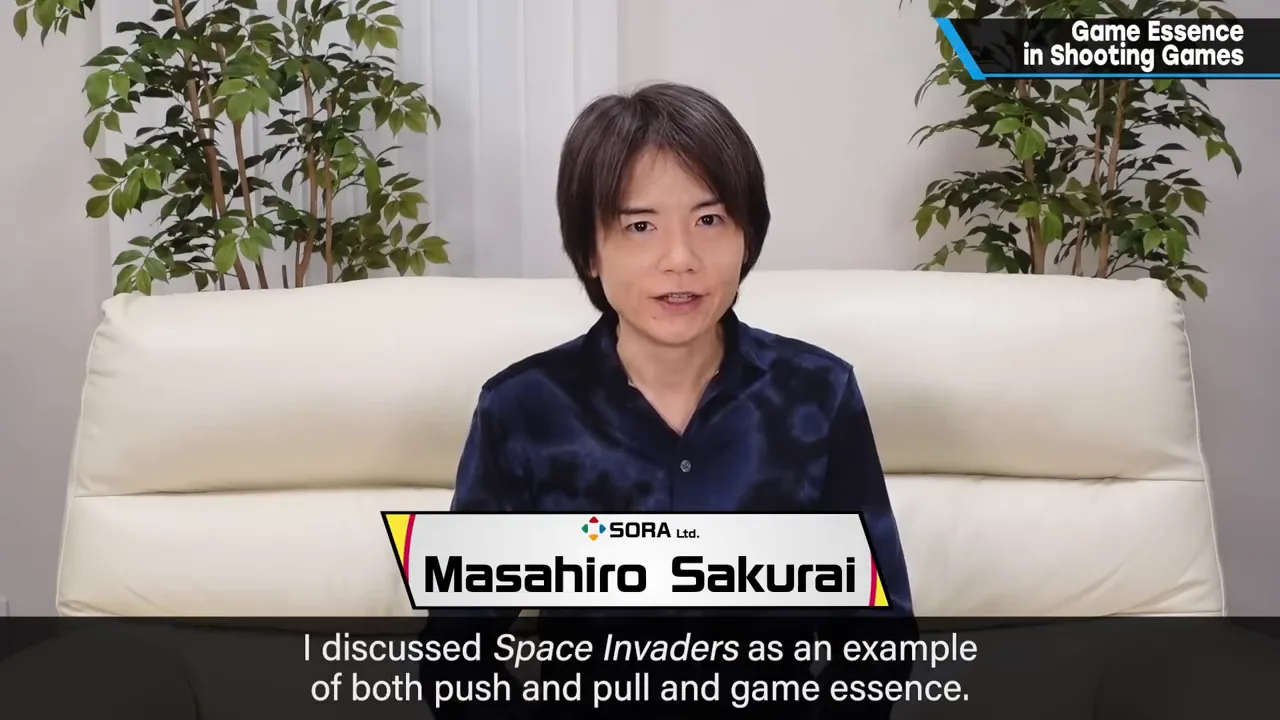 Game Essence
in Shooting Games
SORA Ltd.
Masahiro Sakurai
I discussed Space Invaders as an example
of both push and pull and game essence.